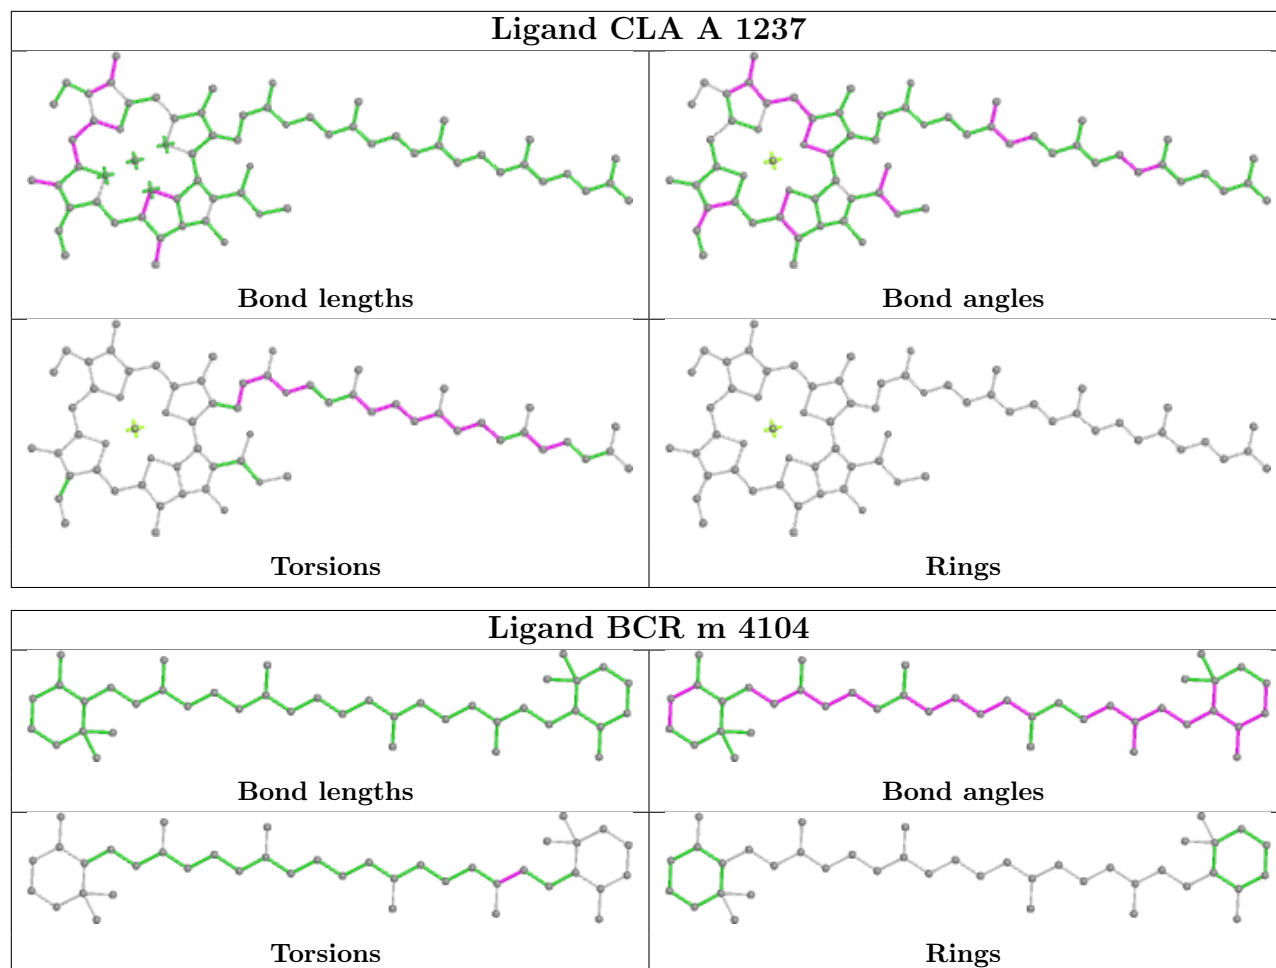 Ligand CLA A 1237
Bond lengths
Bond angles
Torsions
Rings
Ligand BCR m 4104
Bond lengths
Bond angles
Torsions
Rings